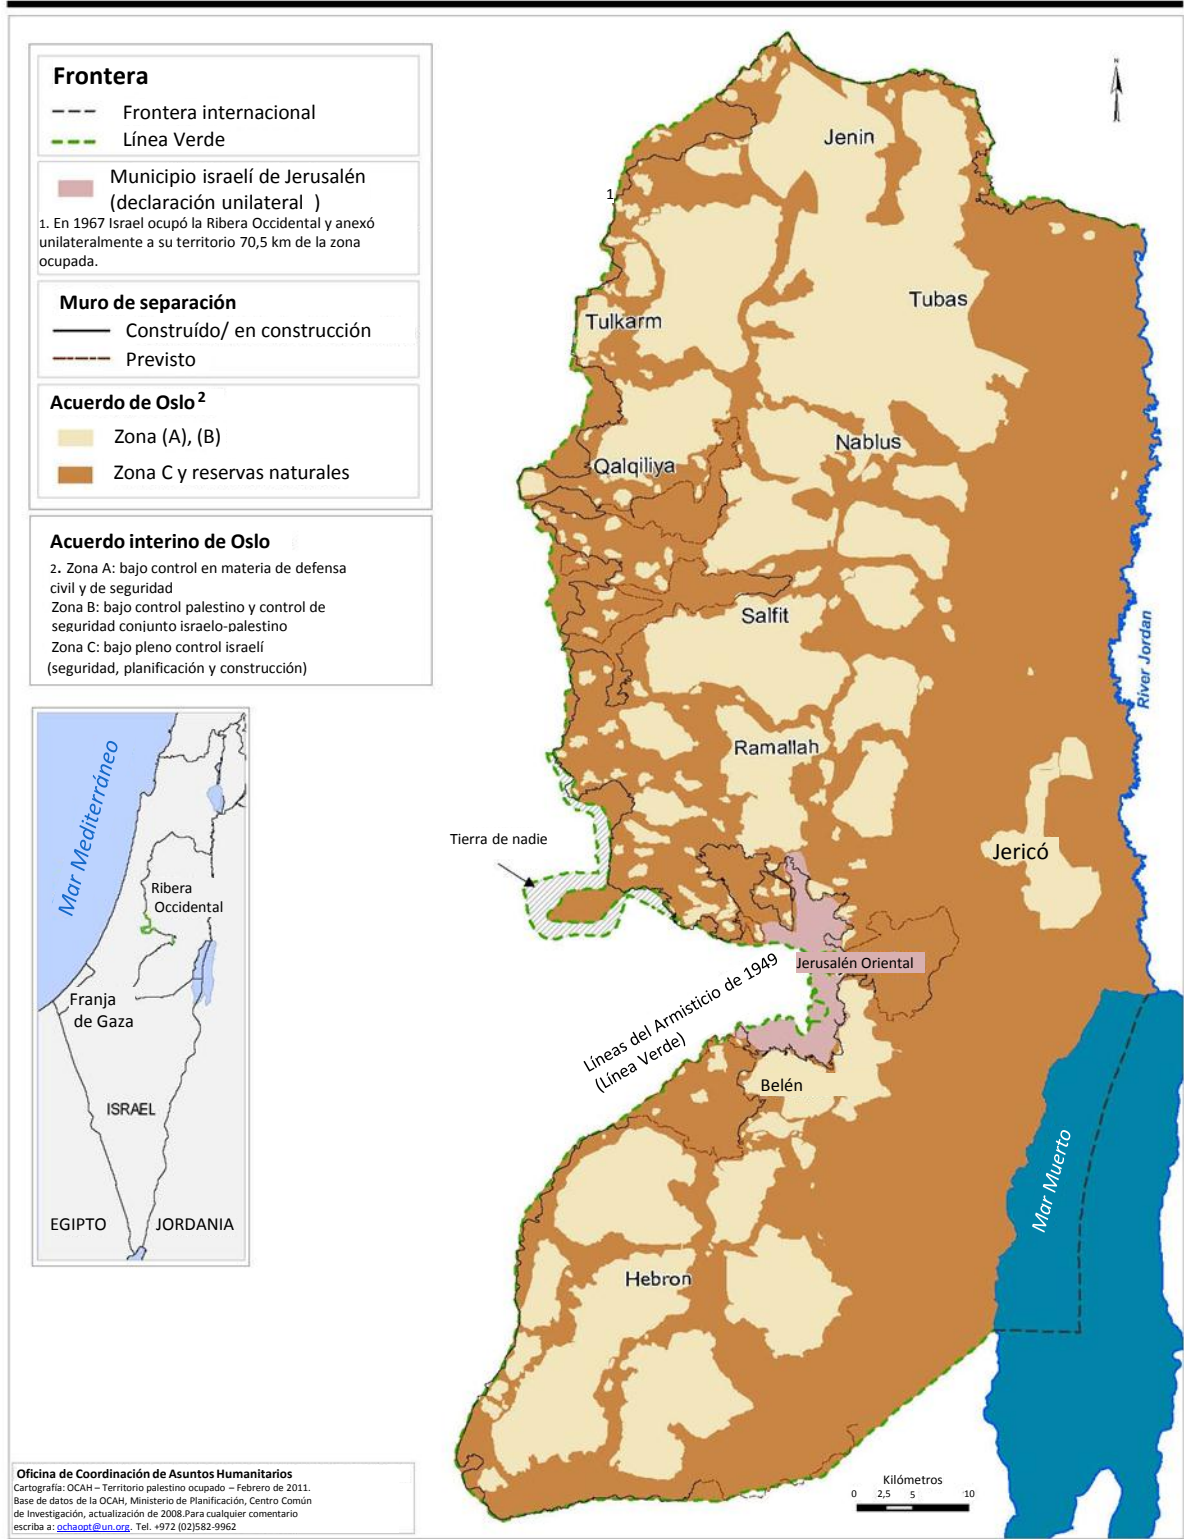 Frontera
Frontera internacional
Línea Verde
Municipio israelí de Jerusalén
(declaración unilateral )
1. En 1967 Israel ocupó la Ribera Occidental y anexó
unilateralmente a su territorio 70,5 km de la zona
ocupada.
Muro de separación
Construído/ en construcción
Previsto
Acuerdo de Oslo 2
Zona (A), (B)
Zona C y reservas naturales
Acuerdo interino de Oslo
2. Zona A: bajo control en materia de defensa
civil y de seguridad
Zona B: bajo control palestino y control de
seguridad conjunto israelo-palestino
Zona C: bajo pleno control israelí
(seguridad, planificación y construcción)
Mar Mediterráneo
Ribera
Occidental
Franja
de Gaza
ISRAEL
EGIPTO
JORDANIA
N
Jenin
1
Tubas
Tulkarm
Nablus
Qalqiliya
Salfit
River Jordan
Ramallah
Tierra de nadie
Jericó
Jerusalén Oriental
Líneas del Armisticio de 1949
(Línea Verde)
Belén
Mar Muerto
Hebron
Kilómetros
0 2,5 5 10
Oficina de Coordinación de Asuntos Humanitarios
Cartografía: OCAH – Territorio palestino ocupado – Febrero de 2011.
Base de datos de la OCAH, Ministerio de Planificación, Centro Común
de Investigación, actualización de 2008.Para cualquier comentario
escriba a: ochaopt@un.org. Tel. +972 (02)582-9962